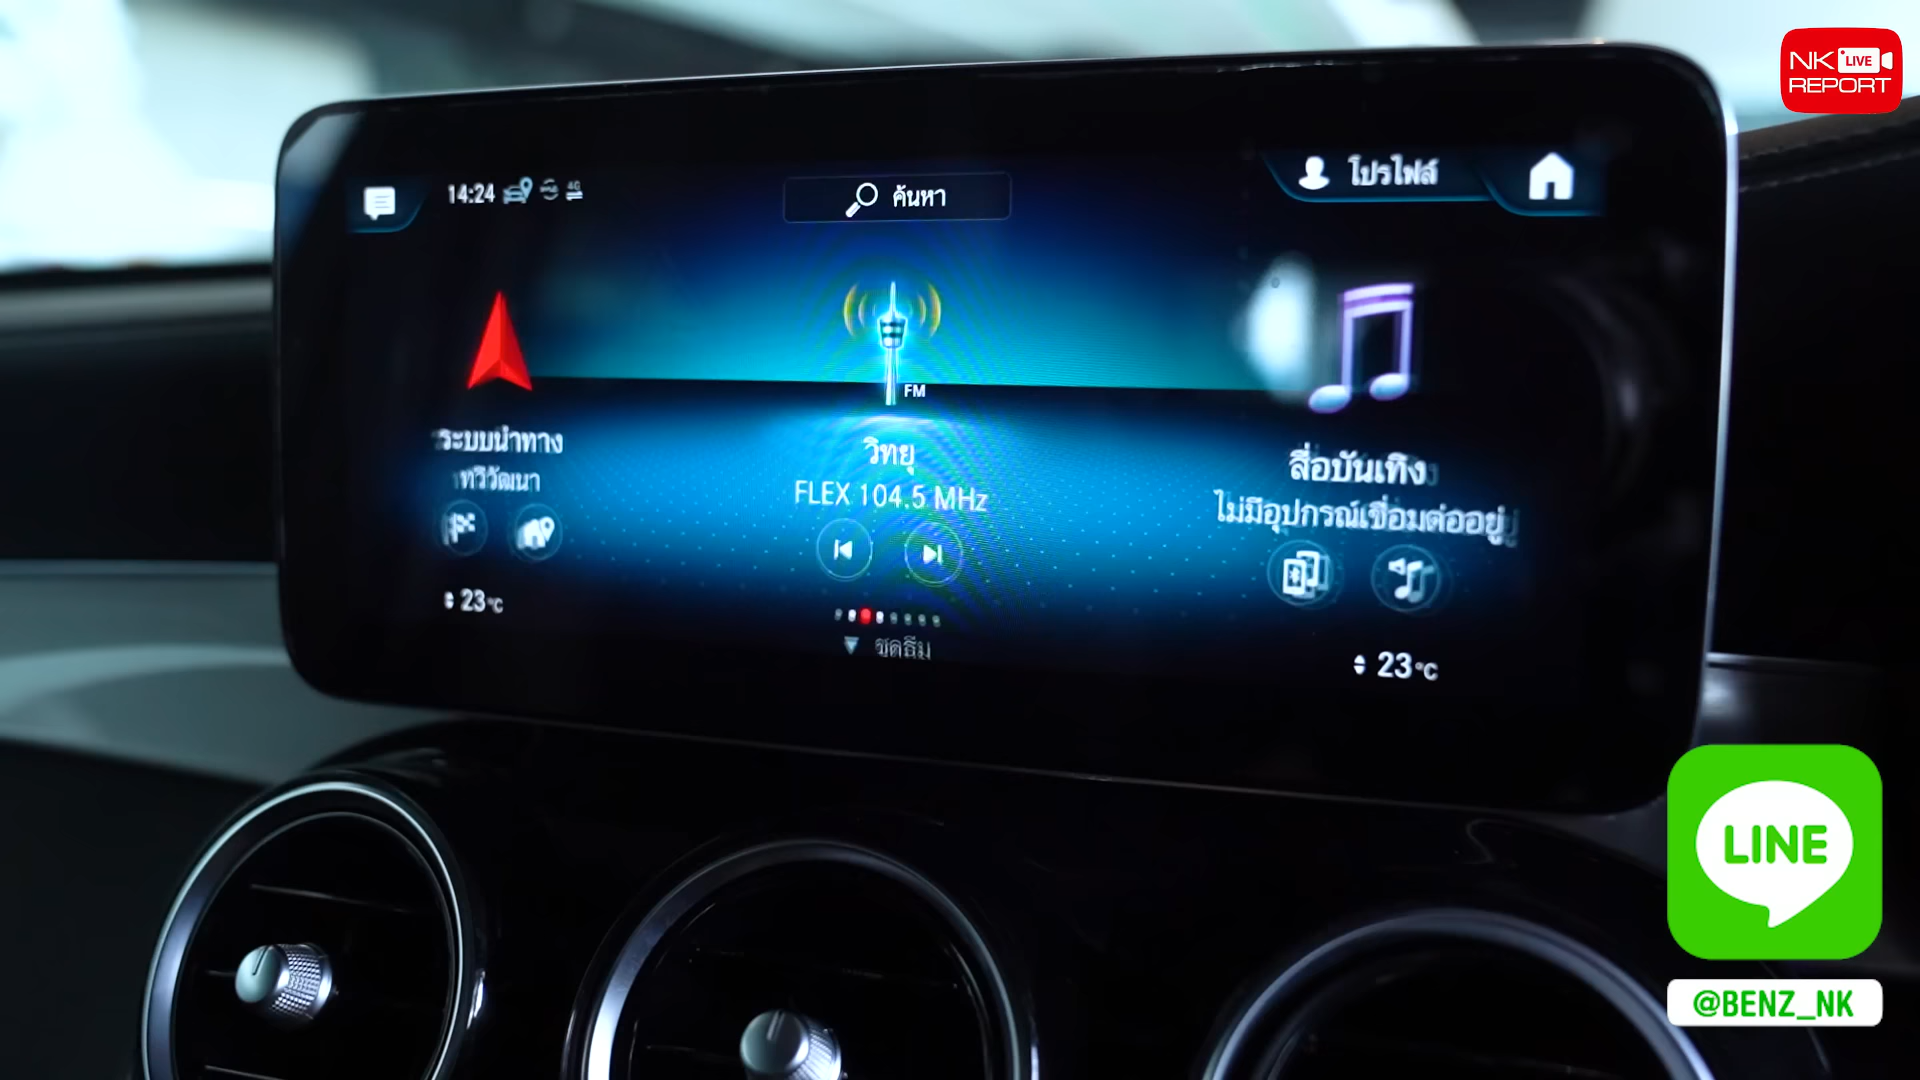 NK LIVE
REPORT
14:24
4G
ค้นหา
โปรไฟล์
FM
ระบบนำทาง
ทวีวัฒนา
วิทยุ
FLEX 104.5 MHz
สื่อบันเทิง
ไม่มีอุปกรณ์เชื่อมต่ออยู่
23°C
ชุดธีม
23°C
LINE
@BENZ_NK